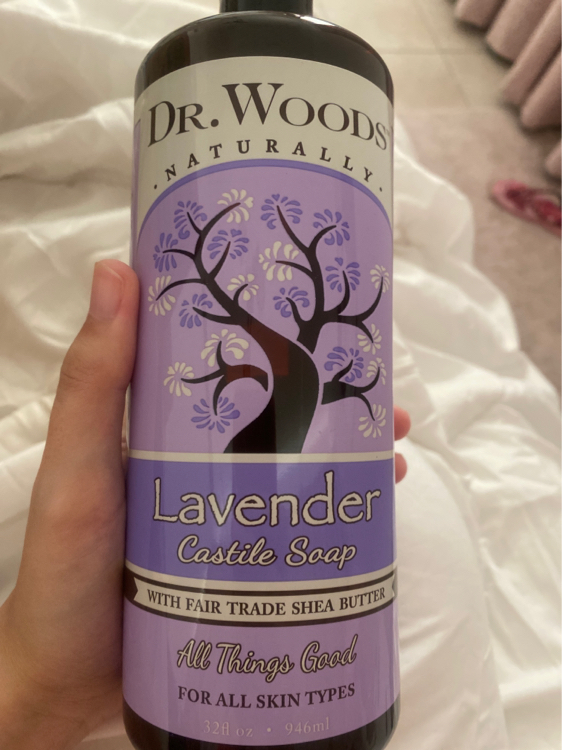 DR. WOODS
· NATURALLY ·
Lavender
Castile Soap
WITH FAIR TRADE SHEA BUTTER
All Things Good
FOR ALL SKIN TYPES
32fl oz • 946ml